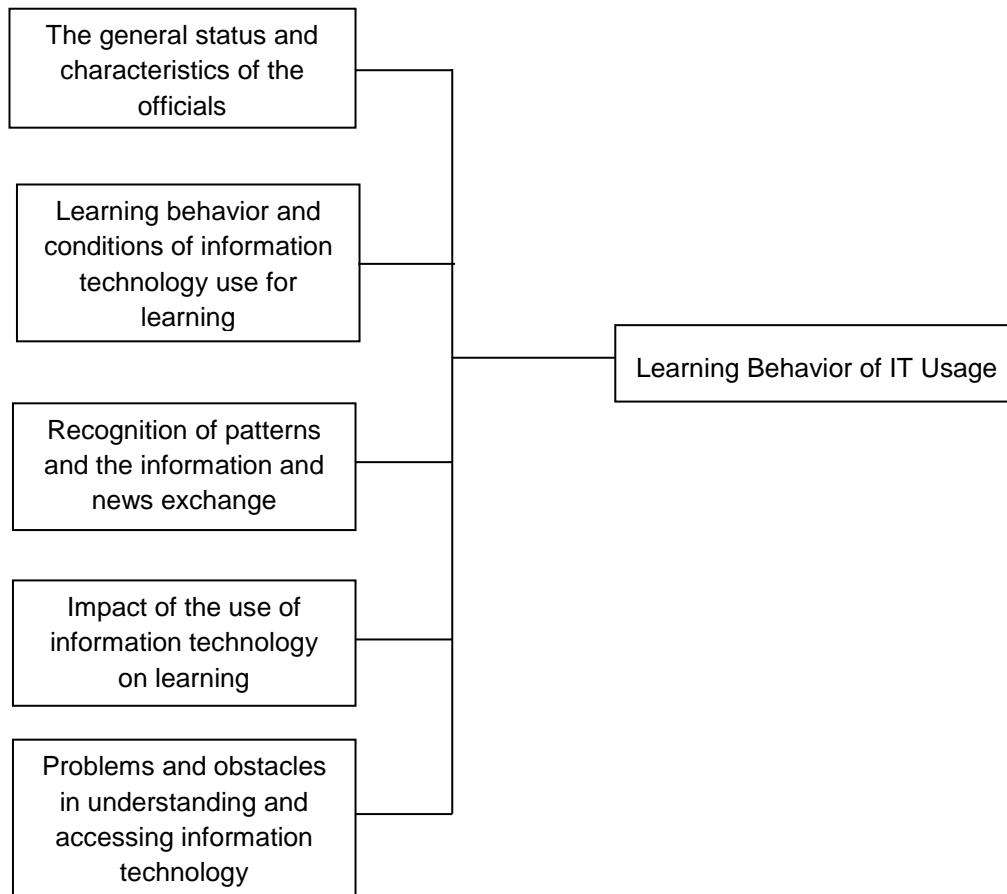 The general status and
characteristics of the
officials
Learning behavior and
conditions of information
technology use for
learning
Learning Behavior of IT Usage
Recognition of patterns
and the information and
news exchange
Impact of the use of
information technology
on learning
Problems and obstacles
in understanding and
accessing information
technology